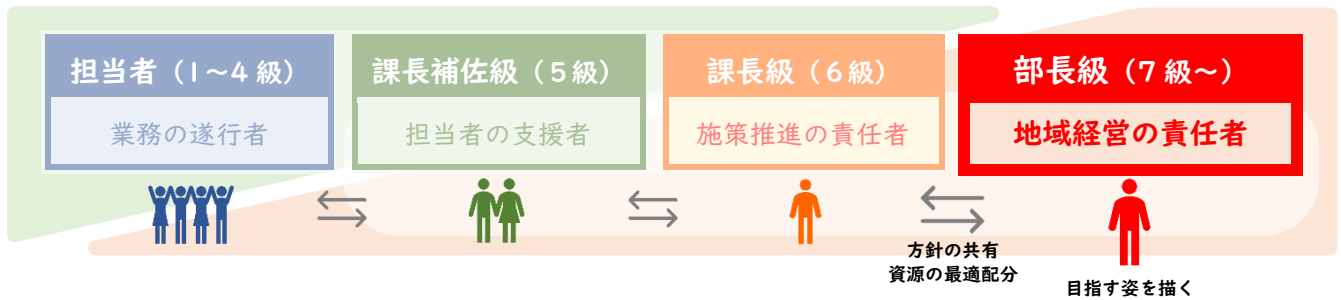 担当者（1～4級）
業務の遂行者
課長補佐級（５級）
担当者の支援者
課長級（６級）
施策推進の責任者
部長級（７級～）
地域経営の責任者
方針の共有
資源の最適配分
目指す姿を描く